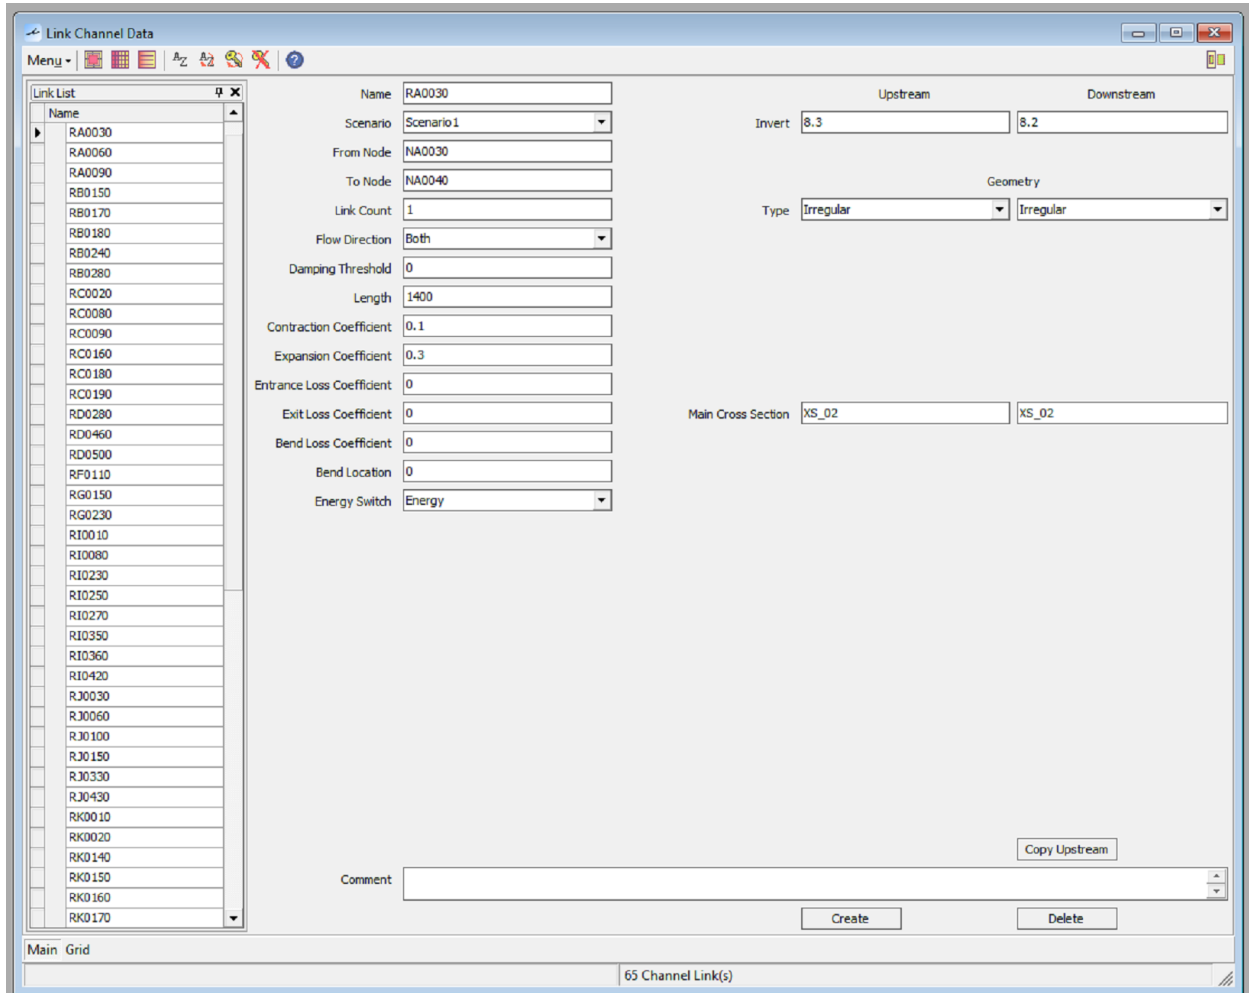 Link Channel Data
Menu
Link List
Name
RA0030
RA0060
RA0090
RB0150
RB0170
RB0180
RB0240
RB0280
RC0020
RC0080
RC0090
RC0160
RC0180
RC0190
RD0280
RD0460
RD0500
RF0110
RG0150
RG0230
RI0010
RI0080
RI0230
RI0250
RI0270
RI0350
RI0360
RI0420
RJ0030
RJ0060
RJ0100
RJ0150
RJ0330
RJ0430
RK0010
RK0020
RK0140
RK0150
RK0160
RK0170
Name RA0030
Scenario Scenario1
From Node NA0030
To Node NA0040
Link Count 1
Flow Direction Both
Damping Threshold 0
Length 1400
Contraction Coefficient 0.1
Expansion Coefficient 0.3
Entrance Loss Coefficient 0
Exit Loss Coefficient 0
Bend Loss Coefficient 0
Bend Location 0
Energy Switch Energy
Upstream Downstream
Invert 8.3 8.2
Geometry
Type Irregular Irregular
Main Cross Section XS_02 XS_02
Copy Upstream
Comment
Create Delete
Main Grid
65 Channel Link(s)